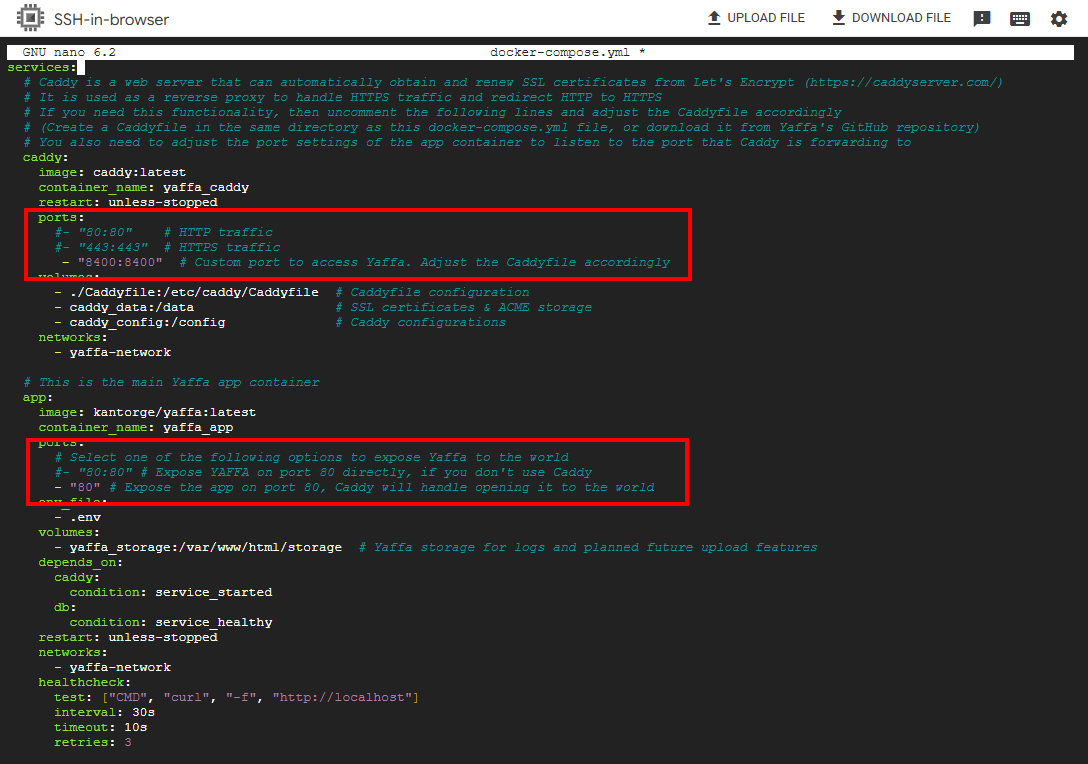 SSH-in-browser
UPLOAD FILE
DOWNLOAD FILE
GNU nano 6.2 docker-compose.yml *
services:
# Caddy is a web server that can automatically obtain and renew SSL certificates from Let's Encrypt (https://caddyserver.com/)
# It is used as a reverse proxy to handle HTTPS traffic and redirect HTTP to HTTPS
# If you need this functionality, then uncomment the following lines and adjust the Caddyfile accordingly
# (Create a Caddyfile in the same directory as this docker-compose.yml file, or download it from Yaffa's GitHub repository)
# You also need to adjust the port settings of the app container to listen to the port that Caddy is forwarding to
caddy:
image: caddy:latest
container_name: yaffa_caddy
restart: unless-stopped
ports:
#- "80:80" # HTTP traffic
#- "443:443" # HTTPS traffic
- "8400:8400" # Custom port to access Yaffa. Adjust the Caddyfile accordingly
volumes:
- ./Caddyfile:/etc/caddy/Caddyfile # Caddyfile configuration
- caddy_data:/data # SSL certificates & ACME storage
- caddy_config:/config # Caddy configurations
networks:
- yaffa-network
# This is the main Yaffa app container
app:
image: kantorge/yaffa:latest
container_name: yaffa_app
ports:
# Select one of the following options to expose Yaffa to the world
#- "80:80" # Expose YAFFA on port 80 directly, if you don't use Caddy
- "80" # Expose the app on port 80, Caddy will handle opening it to the world
env_file:
- .env
volumes:
- yaffa_storage:/var/www/html/storage # Yaffa storage for logs and planned future upload features
depends_on:
caddy:
condition: service_started
db:
condition: service_healthy
restart: unless-stopped
networks:
- yaffa-network
healthcheck:
test: ["CMD", "curl", "-f", "http://localhost"]
interval: 30s
timeout: 10s
retries: 3